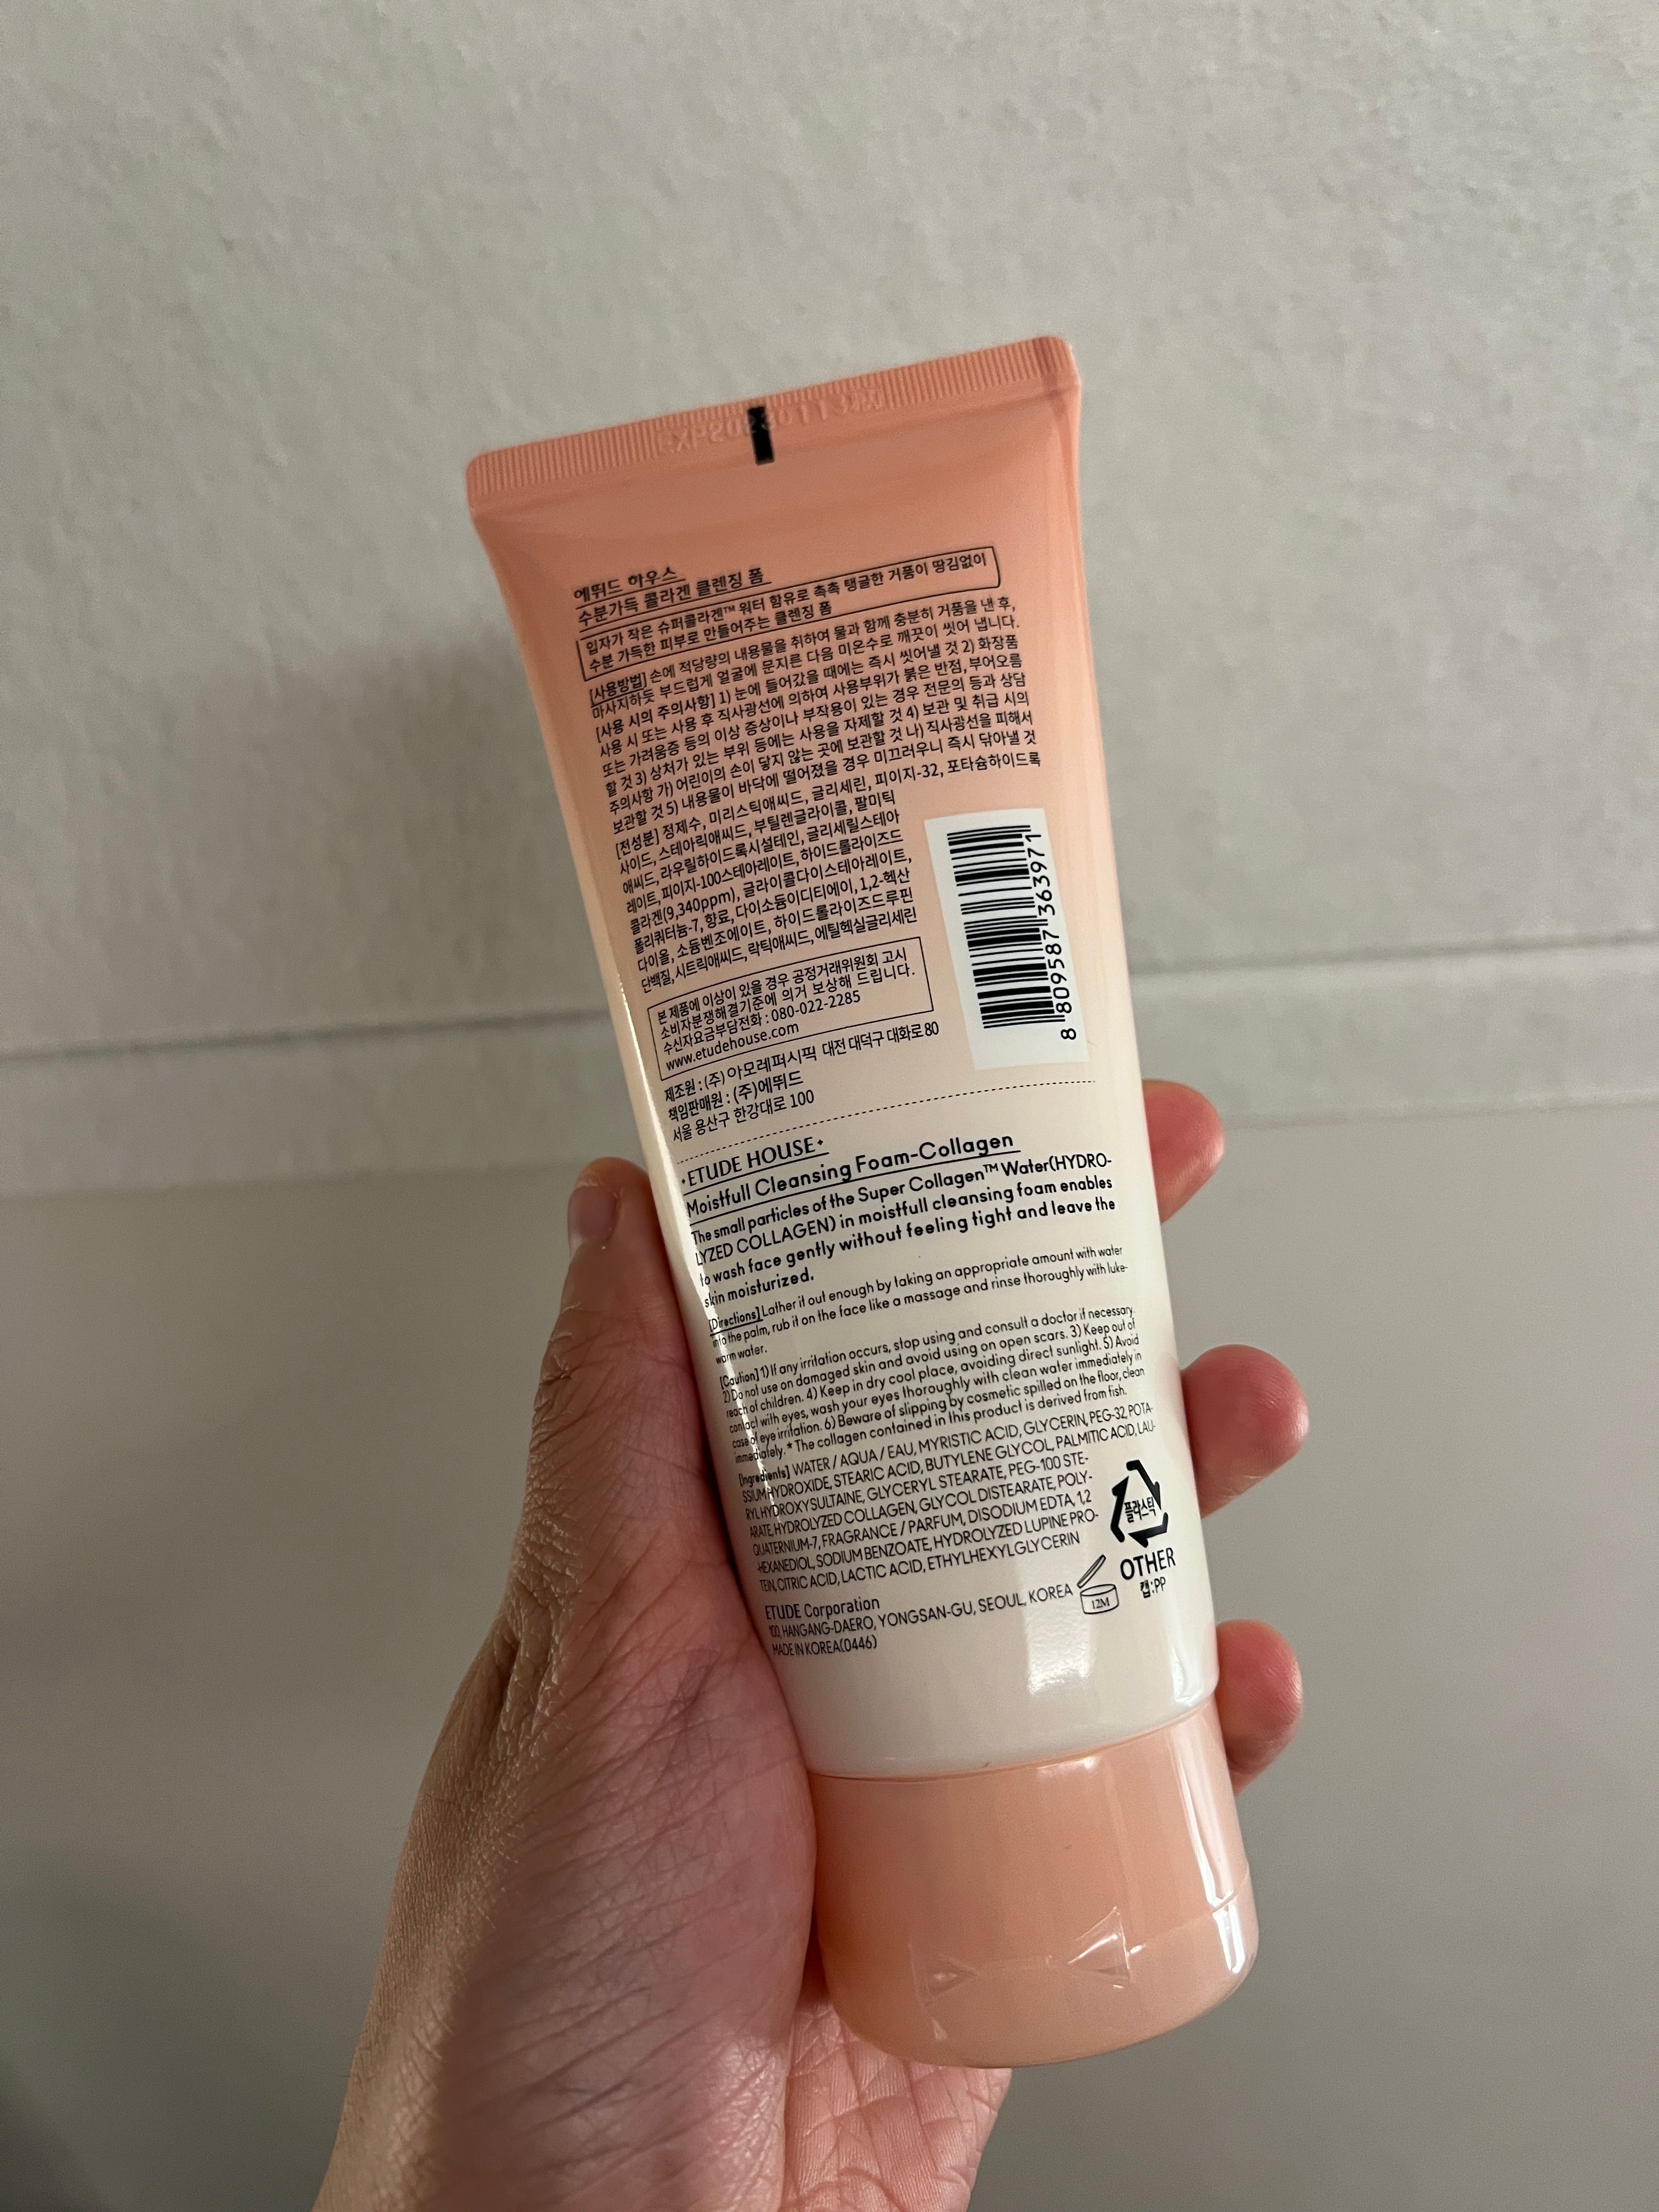 에뛰드 하우스
수분가득 콜라겐 클렌징 폼
입자가 작은 슈퍼콜라겐™ 워터 함유로 촉촉 탱글한 거품이 땅김없이
수분 가득한 피부로 만들어주는 클렌징 폼
[사용방법] 손에 적당량의 내용물을 취하여 물과 함께 충분히 거품을 낸 후,
마사지하듯 부드럽게 얼굴에 문지른 다음 미온수로 깨끗이 씻어 냅니다.
[사용 시의 주의사항] 1) 눈에 들어갔을 때에는 즉시 씻어낼 것 2) 화장품
사용 시 또는 사용 후 직사광선에 의하여 사용부위가 붉은 반점, 부어오름
또는 가려움증 등의 이상 증상이나 부작용이 있는 경우 전문의 등과 상담
할 것 3) 상처가 있는 부위 등에는 사용을 자제할 것 4) 보관 및 취급 시의
주의사항 가) 어린이의 손이 닿지 않는 곳에 보관할 것 나) 직사광선을 피해서
보관할 것 5) 내용물이 바닥에 떨어졌을 경우 미끄러우니 즉시 닦아낼 것
[전성분] 정제수, 미리스틱애씨드, 글리세린, 피이지-32, 포타슘하이드록
사이드, 스테아릭애씨드, 부틸렌글라이콜, 팔미틱
애씨드, 라우릴하이드록시설테인, 글리세릴스테아
레이트, 피이지-100스테아레이트, 하이드롤라이즈드
콜라겐(9,340ppm), 글라이콜다이스테아레이트,
폴리쿼터늄-7, 향료, 다이소듐이디티에이, 1,2-헥산
다이올, 소듐벤조에이트, 하이드롤라이즈드루핀
단백질, 시트릭애씨드, 락틱애씨드, 에틸헥실글리세린
본 제품에 이상이 있을 경우 공정거래위원회 고시
소비자분쟁해결기준에 의거 보상해 드립니다.
수신자요금부담전화 : 080-022-2285
www.etudehouse.com
제조원 : (주)아모레퍼시픽 대전 대덕구 대화로 80
책임판매원 : (주)에뛰드
서울 용산구 한강대로 100
8 809587 363971
ETUDE HOUSE
Moistfull Cleansing Foam-Collagen
The small particles of the Super Collagen™ Water(HYDRO-
LYZED COLLAGEN) in moistfull cleansing foam enables
to wash face gently without feeling tight and leave the
skin moisturized.
[Directions] Lather it out enough by taking an appropriate amount with water
into the palm, rub it on the face like a massage and rinse thoroughly with luke-
warm water.
[Caution] 1) If any irritation occurs, stop using and consult a doctor if necessary.
2) Do not use on damaged skin and avoid using on open scars. 3) Keep out of
reach of children. 4) Keep in dry cool place, avoiding direct sunlight. 5) Avoid
contact with eyes, wash your eyes thoroughly with clean water immediately in
case of eye irritation. 6) Beware of slipping by cosmetic spilled on the floor, clean
immediately. * The collagen contained in this product is derived from fish.
[Ingredients] WATER / AQUA / EAU, MYRISTIC ACID, GLYCERIN, PEG-32, POTA-
SSIUM HYDROXIDE, STEARIC ACID, BUTYLENE GLYCOL, PALMITIC ACID, LAU-
RYL HYDROXYSULTAINE, GLYCERYL STEARATE, PEG-100 STE-
ARATE, HYDROLYZED COLLAGEN, GLYCOL DISTEARATE, POLY-
QUATERNIUM-7, FRAGRANCE / PARFUM, DISODIUM EDTA, 1,2
-HEXANEDIOL, SODIUM BENZOATE, HYDROLYZED LUPINE PRO-
TEIN, CITRIC ACID, LACTIC ACID, ETHYLHEXYLGLYCERIN
ETUDE Corporation
100, HANGANG-DAERO, YONGSAN-GU, SEOUL, KOREA
MADE IN KOREA(0446)
12M
플라스틱
OTHER
캡:PP